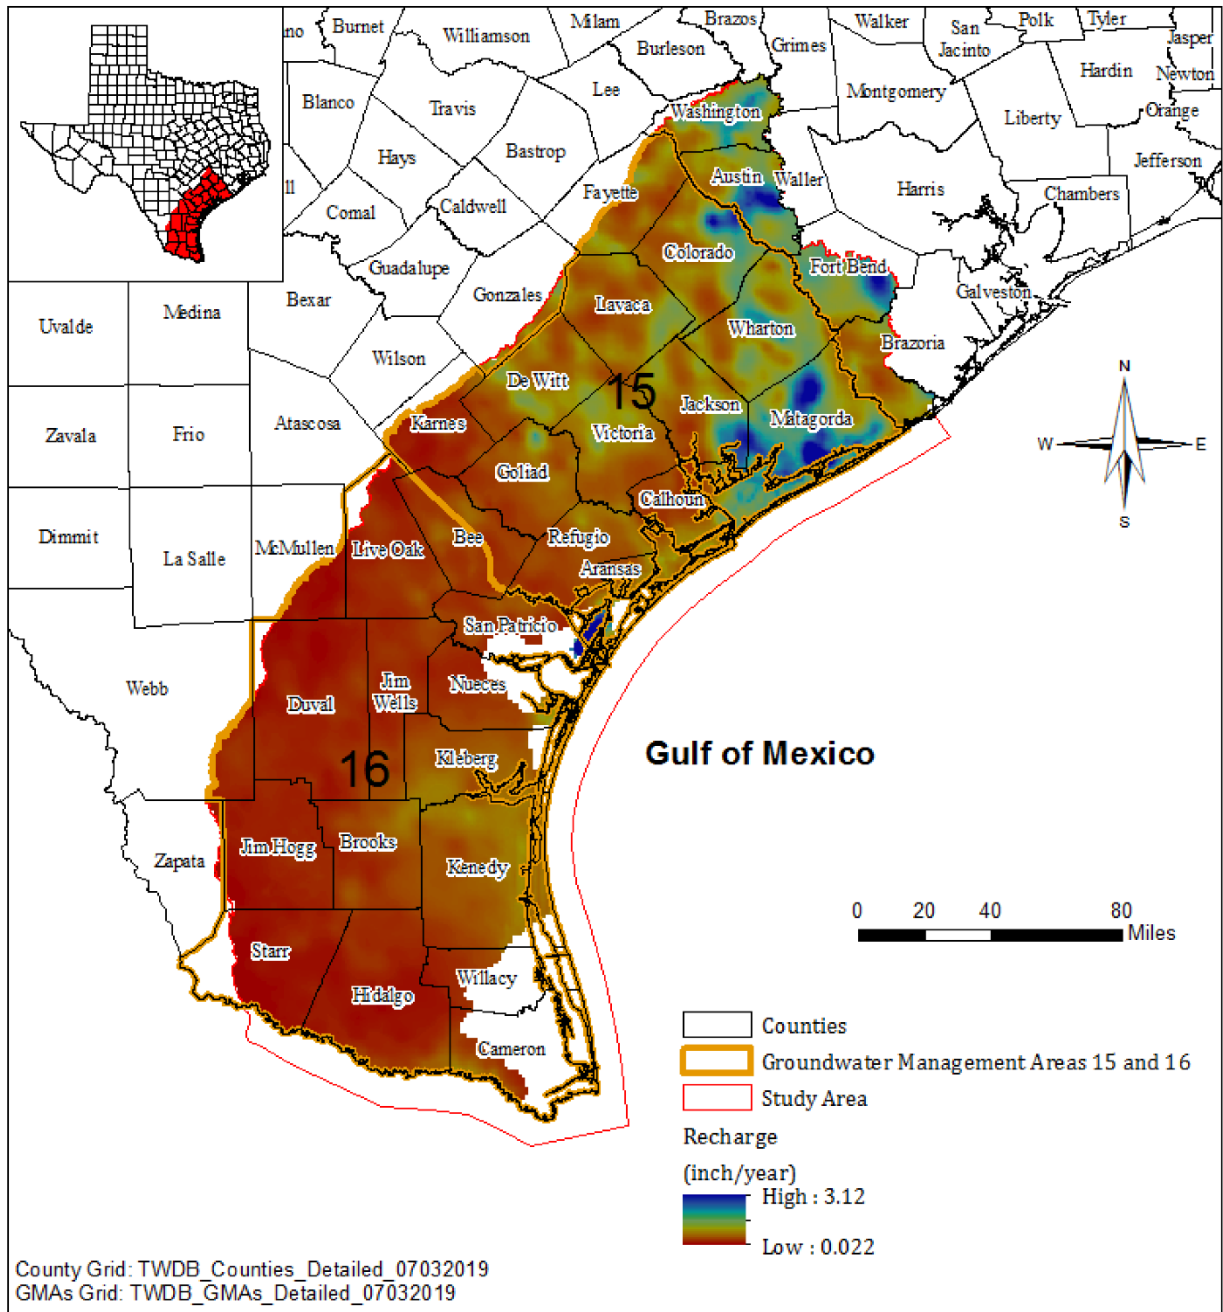 no
Burnet
Williamson
Milam
Brazos
Walker
Polk
Tyler
San
Jacinto
Jasper
Burleson
Grimes
Hardin
Newton
Lee
Montgomery
Blanco
Travis
Washington
Liberty
Orange
Hays
Bastrop
Jefferson
ll
Fayette
Austin
Waller
Harris
Chambers
Comal
Caldwell
Colorado
Guadalupe
Fort Bend
Gonzales
Galveston
Bexar
Medina
Uvalde
Lavaca
Wharton
Brazoria
Wilson
De Witt
15
Jackson
Matagorda
Karnes
Atascosa
Zavala
Frio
Victoria
Goliad
Calhoun
Dimmit
La Salle
McMullen
Live Oak
Bee
Refugio
Aransas
San Patricio
Webb
Duval
Jim
Wells
Nueces
16
Kleberg
Gulf of Mexico
Zapata
Jim Hogg
Brooks
Kenedy
Starr
Hidalgo
Willacy
Cameron
N
W
E
S
0 20 40 80
Miles
Counties
Groundwater Management Areas 15 and 16
Study Area
Recharge
(inch/year)
High : 3.12
Low : 0.022
County Grid: TWDB_Counties_Detailed_07032019
GMAs Grid: TWDB_GMAs_Detailed_07032019